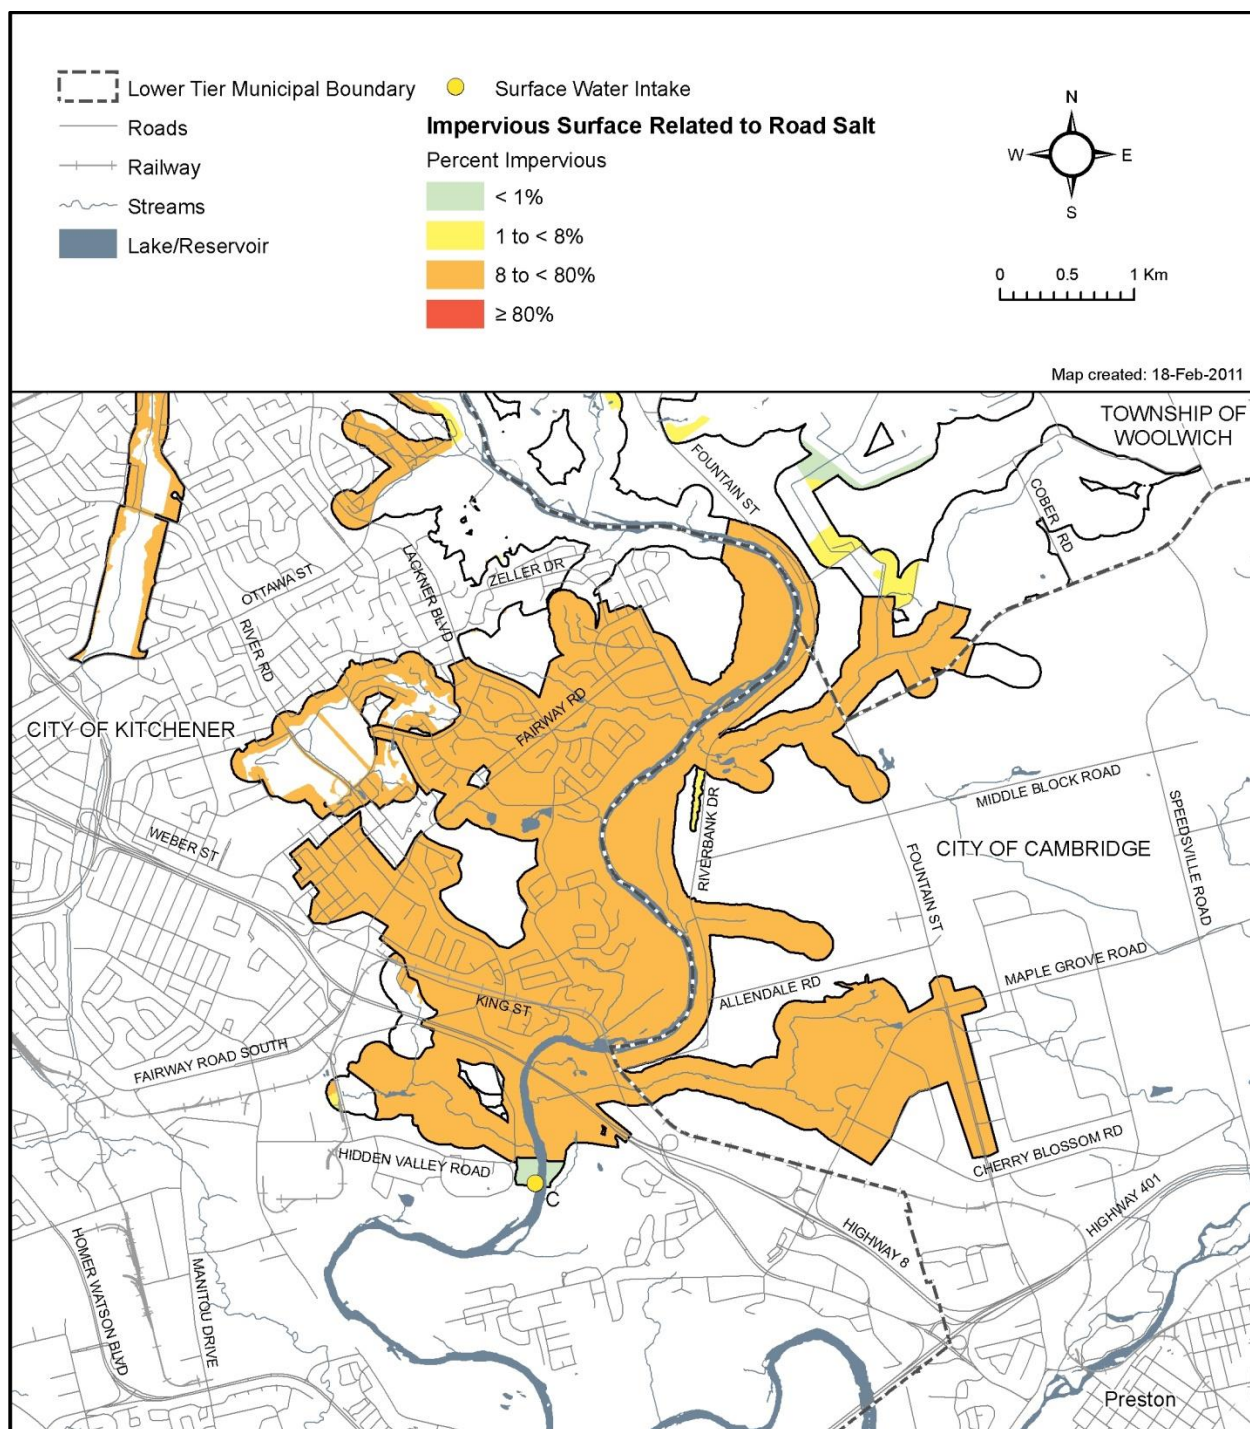 Lower Tier Municipal Boundary
Roads
Railway
Streams
Lake/Reservoir
Surface Water Intake
Impervious Surface Related to Road Salt
Percent Impervious
< 1%
1 to < 8%
8 to < 80%
≥ 80%
N
W E
S
0 0.5 1 Km
Map created: 18-Feb-2011
TOWNSHIP OF
WOOLWICH
FOUNTAIN ST
COBER RD
OTTAWA ST
LACKNER BLVD
ZELLER DR
RIVER RD
FAIRWAY RD
CITY OF KITCHENER
MIDDLE BLOCK ROAD
SPEEDSVILLE ROAD
WEBER ST
RIVERBANK DR
CITY OF CAMBRIDGE
FOUNTAIN ST
MAPLE GROVE ROAD
ALLENDALE RD
KING ST
FAIRWAY ROAD SOUTH
CHERRY BLOSSOM RD
HIDDEN VALLEY ROAD
C
HIGHWAY 401
HIGHWAY 8
HOMER WATSON BLVD
MANITOU DRIVE
Preston